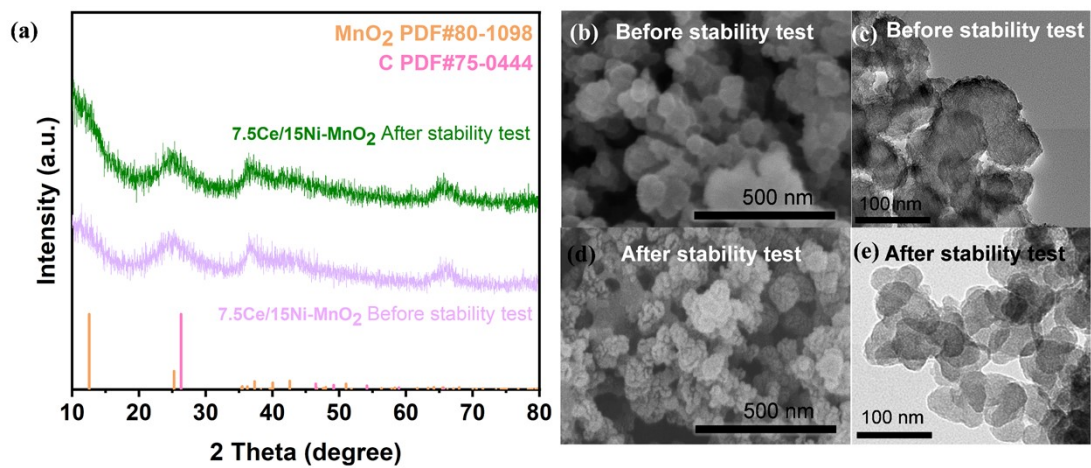 (a)
MnO₂ PDF#80-1098
C PDF#75-0444
7.5Ce/15Ni-MnO₂ After stability test
7.5Ce/15Ni-MnO₂ Before stability test
Intensity (a.u.)
10 20 30 40 50 60 70 80
2 Theta (degree)
(b) Before stability test
500 nm
(c) Before stability test
100 nm
(d) After stability test
500 nm
(e) After stability test
100 nm